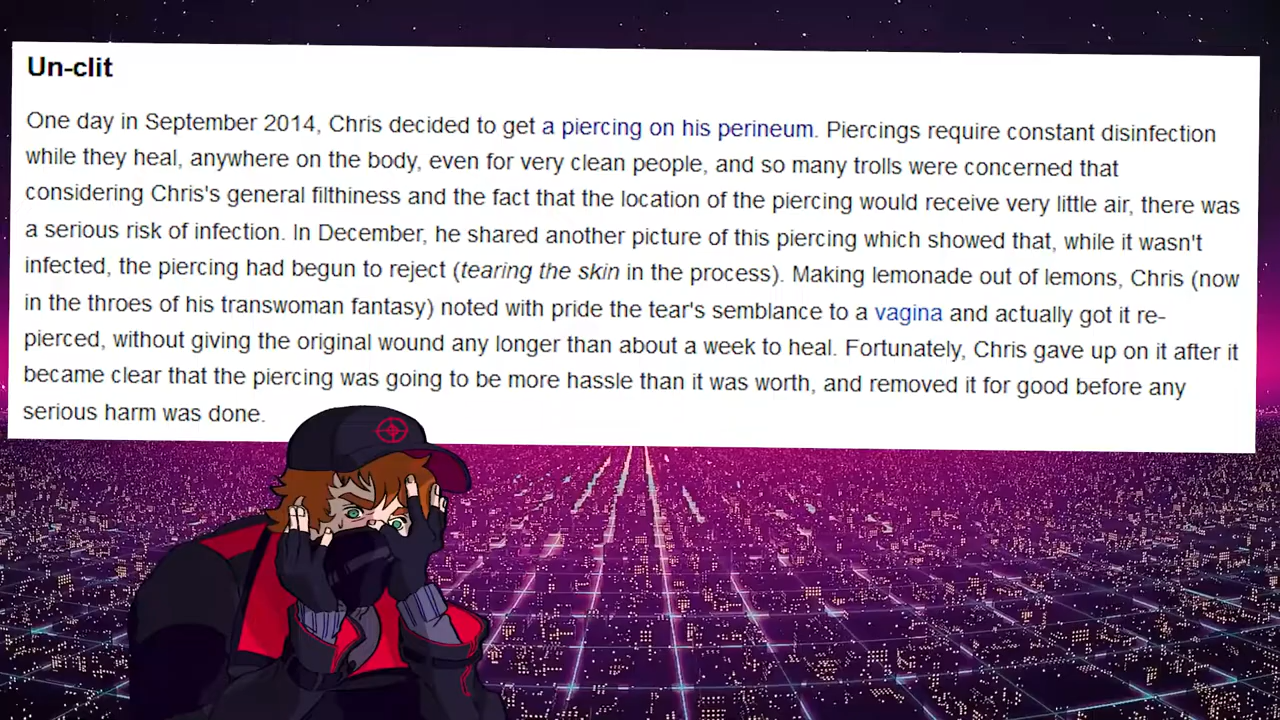 Un-clit
One day in September 2014, Chris decided to get a piercing on his perineum. Piercings require constant disinfection
while they heal, anywhere on the body, even for very clean people, and so many trolls were concerned that
considering Chris's general filthiness and the fact that the location of the piercing would receive very little air, there was
a serious risk of infection. In December, he shared another picture of this piercing which showed that, while it wasn't
infected, the piercing had begun to reject (tearing the skin in the process). Making lemonade out of lemons, Chris (now
in the throes of his transwoman fantasy) noted with pride the tear's semblance to a vagina and actually got it re-
pierced, without giving the original wound any longer than about a week to heal. Fortunately, Chris gave up on it after it
became clear that the piercing was going to be more hassle than it was worth, and removed it for good before any
serious harm was done.